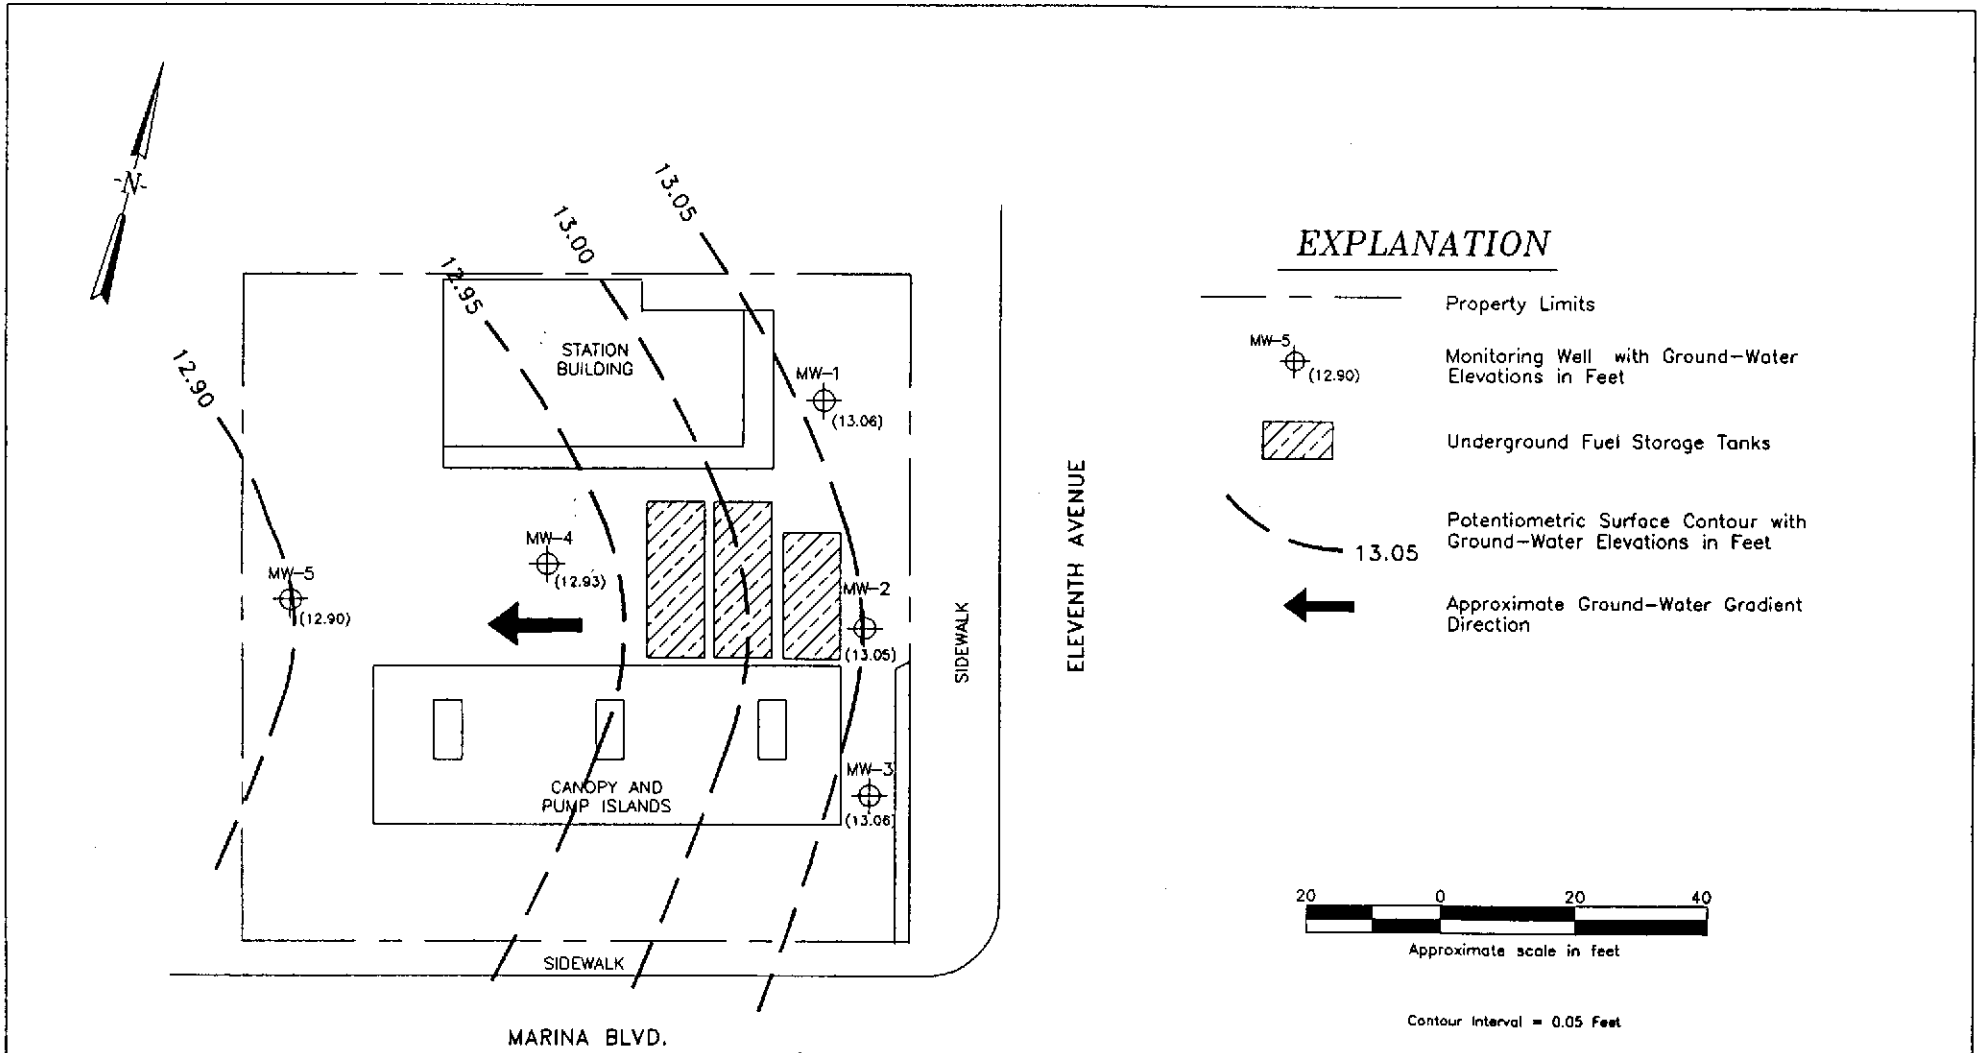 -N-
13.05
13.00
12.95
12.90
STATION
BUILDING
MW-1
(13.06)
MW-4
(12.93)
MW-5
(12.90)
MW-2
(13.05)
MW-3
(13.06)
CANOPY AND
PUMP ISLANDS
SIDEWALK
MARINA BLVD.
SIDEWALK
ELEVENTH AVENUE
EXPLANATION
Property Limits
MW-5
(12.90)
Monitoring Well with Ground-Water
Elevations in Feet
Underground Fuel Storage Tanks
13.05
Potentiometric Surface Contour with
Ground-Water Elevations in Feet
Approximate Ground-Water Gradient
Direction
20 0 20 40
Approximate scale in feet
Contour Interval = 0.05 Feet